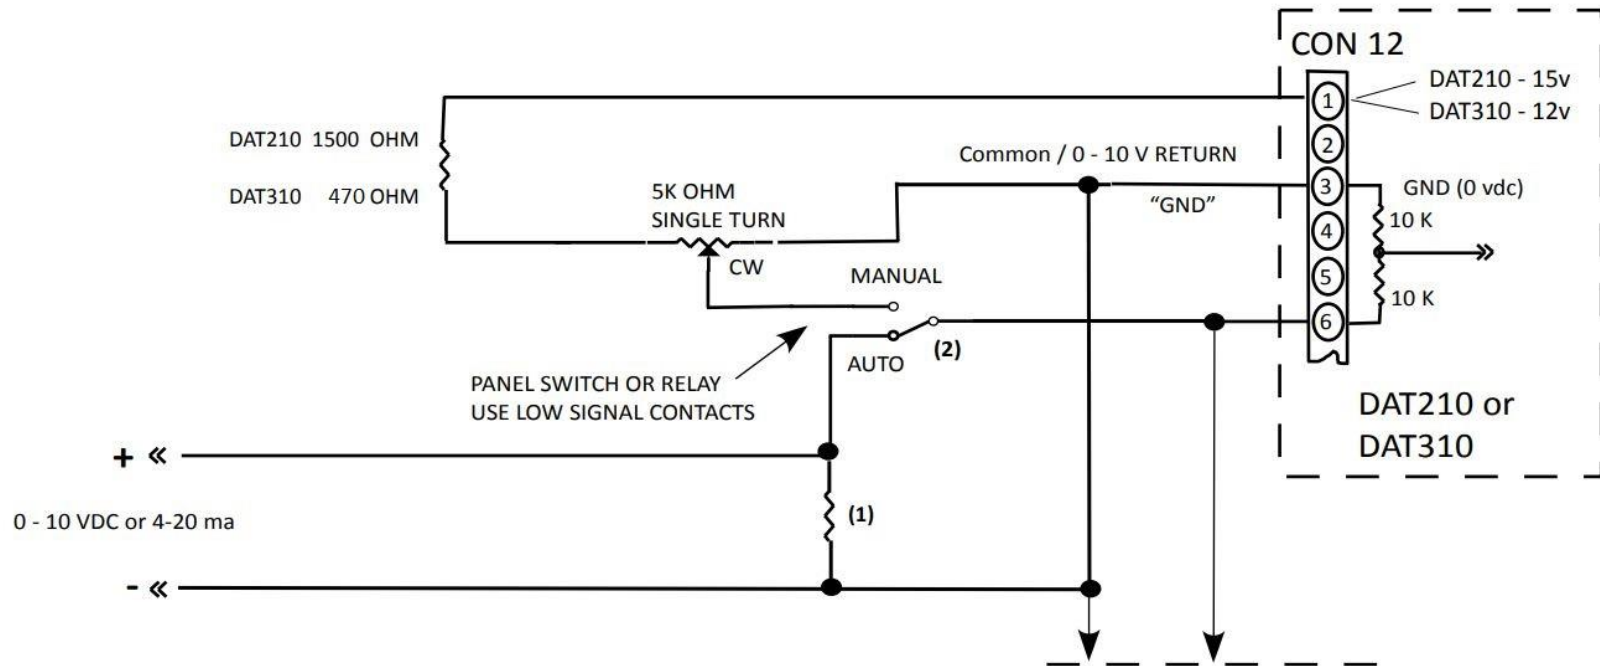 CON 12
DAT210 - 15v
DAT310 - 12v
1
2
3
4
5
6
DAT210 1500 OHM
DAT310 470 OHM
Common / 0 - 10 V RETURN
"GND"
GND (0 vdc)
10 K
10 K
5K OHM
SINGLE TURN
CW
MANUAL
AUTO
(2)
PANEL SWITCH OR RELAY
USE LOW SIGNAL CONTACTS
DAT210 or
DAT310
+
0 - 10 VDC or 4-20 ma
(1)
-